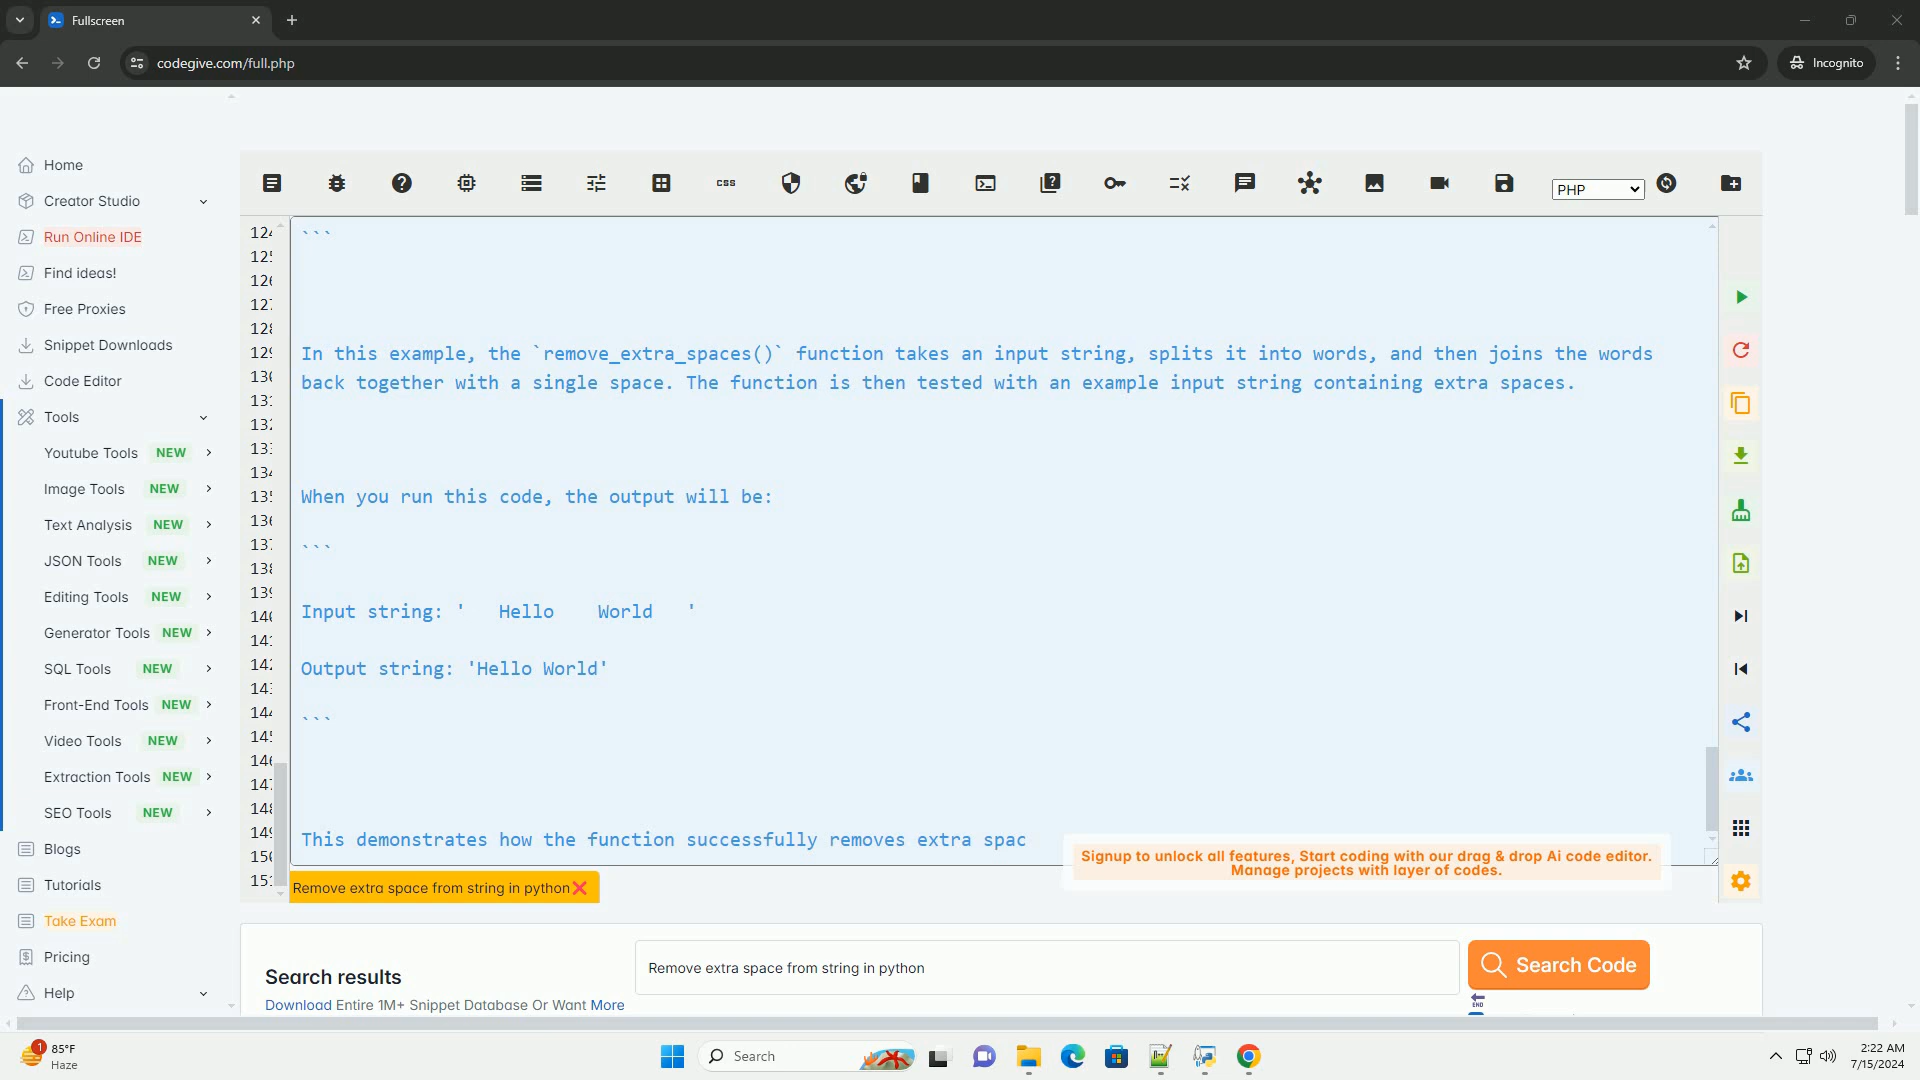 Fullscreen
codegive.com/full.php
Incognito
Home
Creator Studio
Run Online IDE
Find ideas!
Free Proxies
Snippet Downloads
Code Editor
Tools
Youtube Tools NEW
Image Tools NEW
Text Analysis NEW
JSON Tools NEW
Editing Tools NEW
Generator Tools NEW
SQL Tools NEW
Front-End Tools NEW
Video Tools NEW
Extraction Tools NEW
SEO Tools NEW
Blogs
Tutorials
Take Exam
Pricing
Help
css
PHP
```
In this example, the `remove_extra_spaces()` function takes an input string, splits it into words, and then joins the words
back together with a single space. The function is then tested with an example input string containing extra spaces.
When you run this code, the output will be:
```
Input string: '   Hello    World   '
Output string: 'Hello World'
```
This demonstrates how the function successfully removes extra spac
Signup to unlock all features, Start coding with our drag & drop Ai code editor.
Manage projects with layer of codes.
Remove extra space from string in python
Search results
Download Entire 1M+ Snippet Database Or Want More
Remove extra space from string in python
Search Code
END
1
85°F
Haze
Search
2:22 AM
7/15/2024